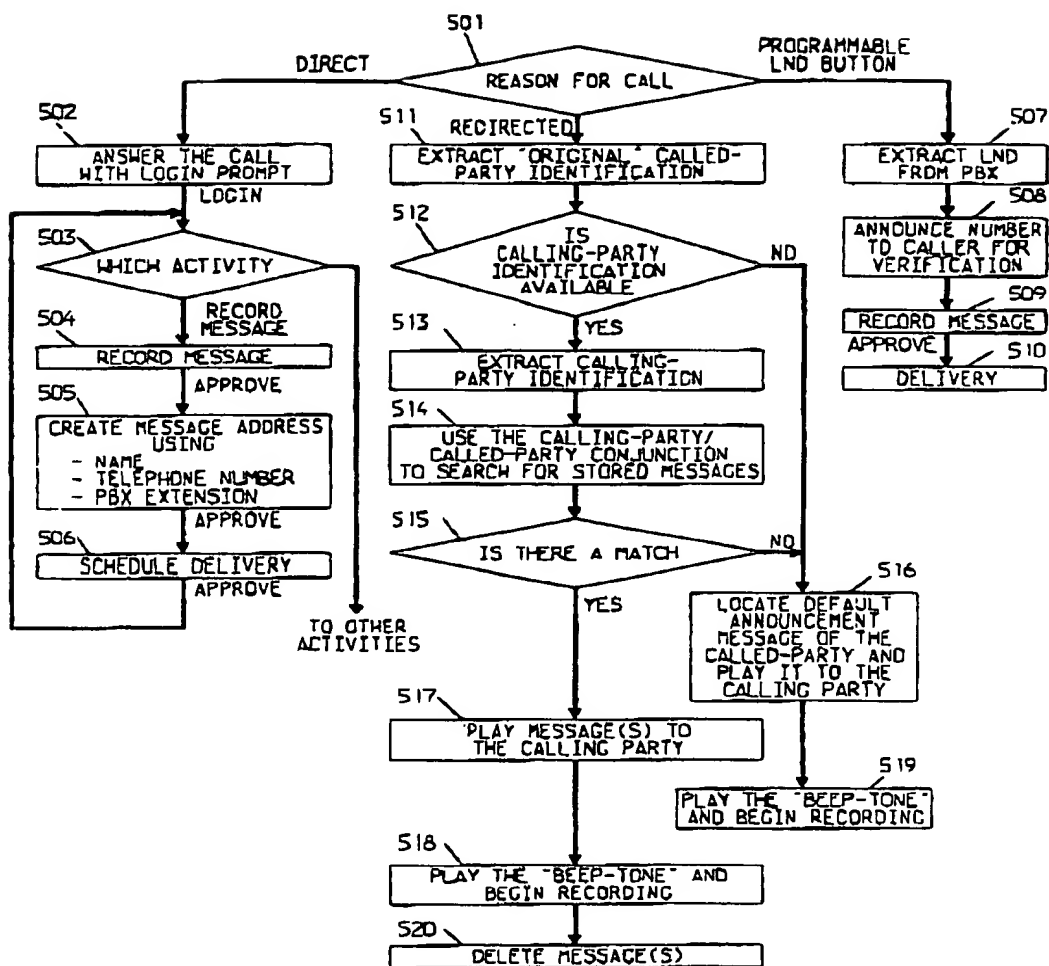 501
DIRECT
REASON FOR CALL
PROGRAMMABLE
LND BUTTON
502
ANSWER THE CALL
WITH LOGIN PROMPT
LOGIN
503
WHICH ACTIVITY
RECORD
MESSAGE
504
RECORD MESSAGE
APPROVE
505
CREATE MESSAGE ADDRESS
USING
- NAME
- TELEPHONE NUMBER
- PBX EXTENSION
APPROVE
506
SCHEDULE DELIVERY
APPROVE
TO OTHER
ACTIVITIES
511
REDIRECTED
EXTRACT "ORIGINAL" CALLED-
PARTY IDENTIFICATION
512
IS
CALLING-PARTY
IDENTIFICATION
AVAILABLE
NO
YES
513
EXTRACT CALLING-
PARTY IDENTIFICATION
514
USE THE CALLING-PARTY/
CALLED-PARTY CONJUNCTION
TO SEARCH FOR STORED MESSAGES
515
IS THERE A MATCH
NO
YES
517
PLAY MESSAGE(S) TO
THE CALLING PARTY
518
PLAY THE "BEEP-TONE" AND
BEGIN RECORDING
520
DELETE MESSAGE(S)
507
EXTRACT LND
FROM PBX
508
ANNOUNCE NUMBER
TO CALLER FOR
VERIFICATION
509
RECORD MESSAGE
APPROVE
510
DELIVERY
516
LOCATE DEFAULT
ANNOUNCEMENT
MESSAGE OF THE
CALLED-PARTY AND
PLAY IT TO THE
CALLING PARTY
519
PLAY THE "BEEP-TONE"
AND BEGIN RECORDING